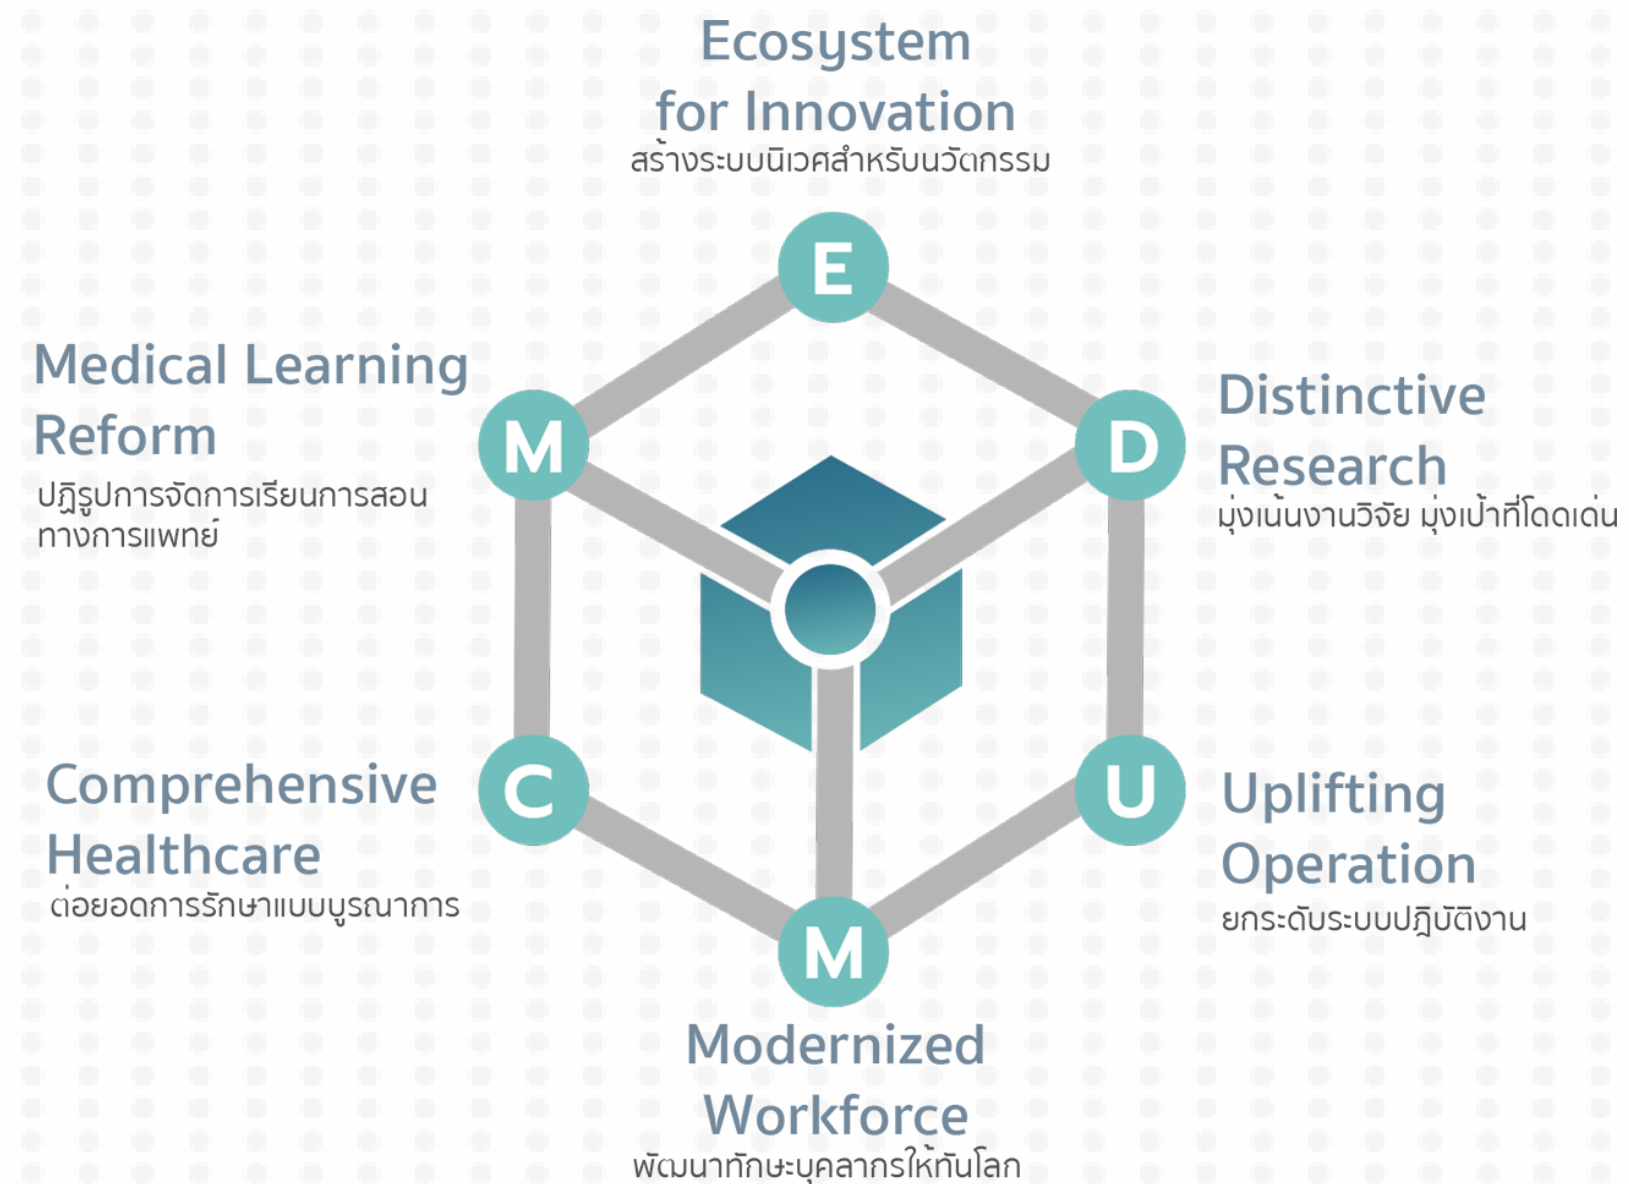 Ecosystem
for Innovation
สร้างระบบนิเวศสำหรับนวัตกรรม
E
Medical Learning
Reform
ปฏิรูปการจัดการเรียนการสอน
ทางการแพทย์
M
D
Distinctive
Research
มุ่งเน้นงานวิจัย มุ่งเป้าที่โดดเด่น
Comprehensive
Healthcare
ต่อยอดการรักษาแบบบูรณาการ
C
U
Uplifting
Operation
ยกระดับระบบปฎิบัติงาน
M
Modernized
Workforce
พัฒนาทักษะบุคลากรให้ทันโลก